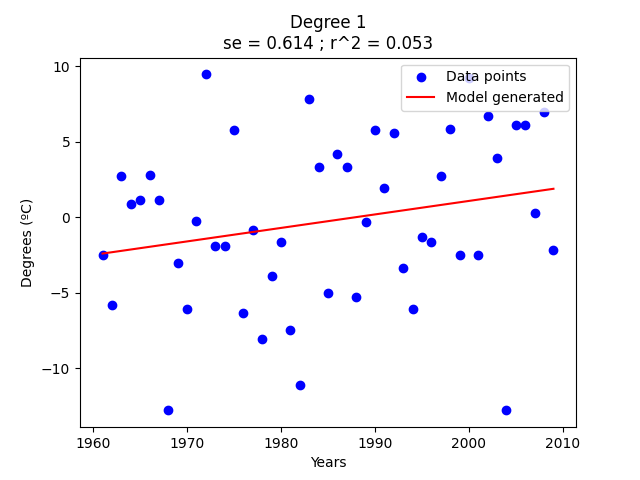 Degree 1
se = 0.614 ; r^2 = 0.053
Data points
Model generated
10
5
0
−5
−10
Degrees (ºC)
1960 1970 1980 1990 2000 2010
Years